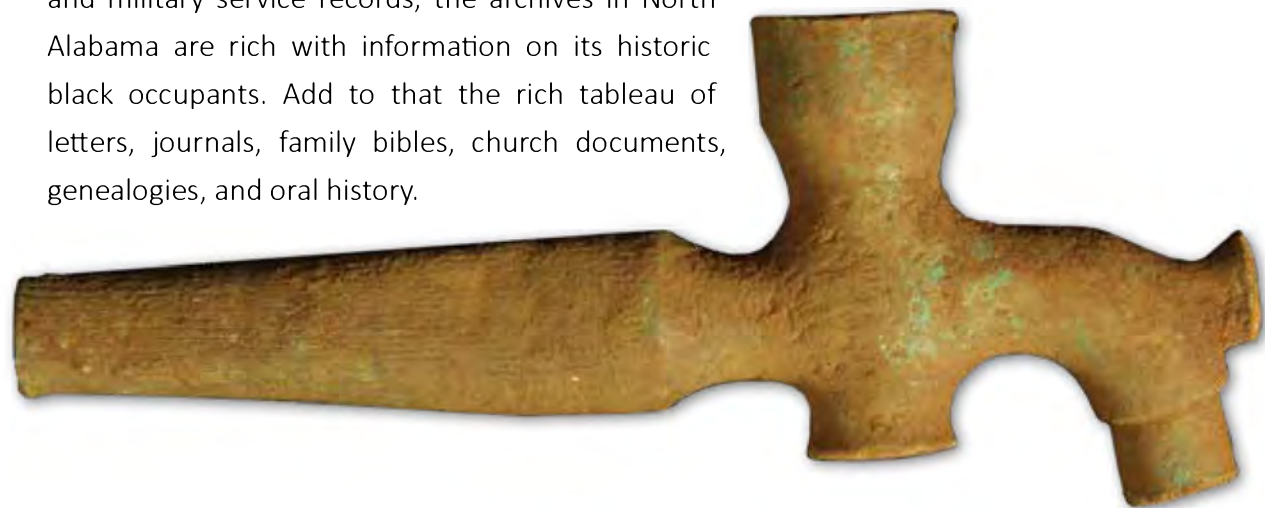 and military service records, the archives in North
Alabama are rich with information on its historic
black occupants. Add to that the rich tableau of
letters, journals, family bibles, church documents,
genealogies, and oral history.